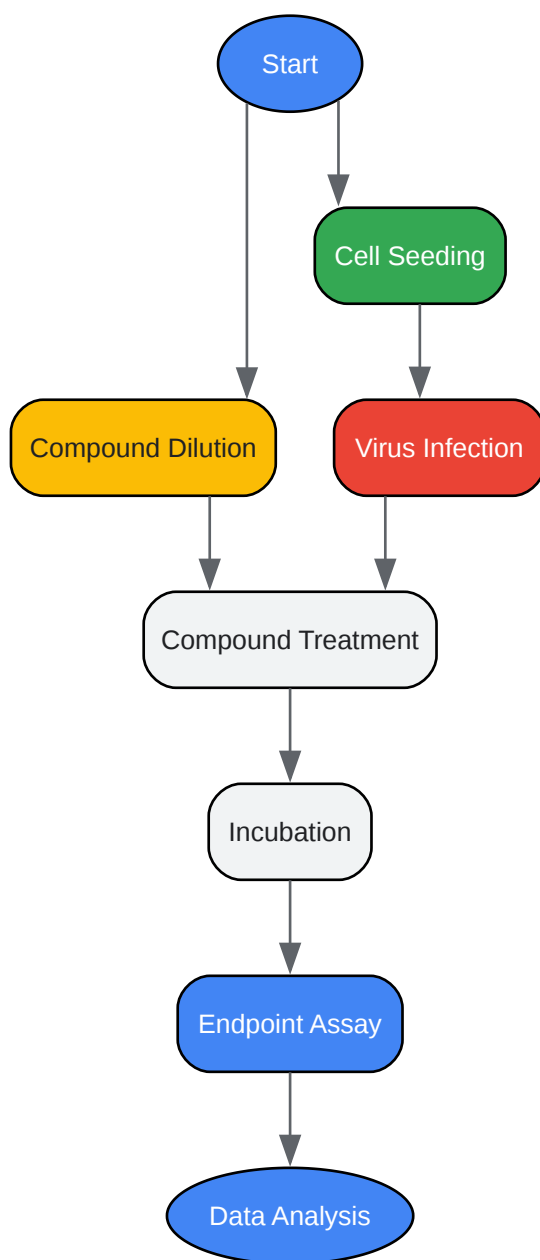 Start
Cell Seeding
Compound Dilution
Virus Infection
Compound Treatment
Incubation
Endpoint Assay
Data Analysis